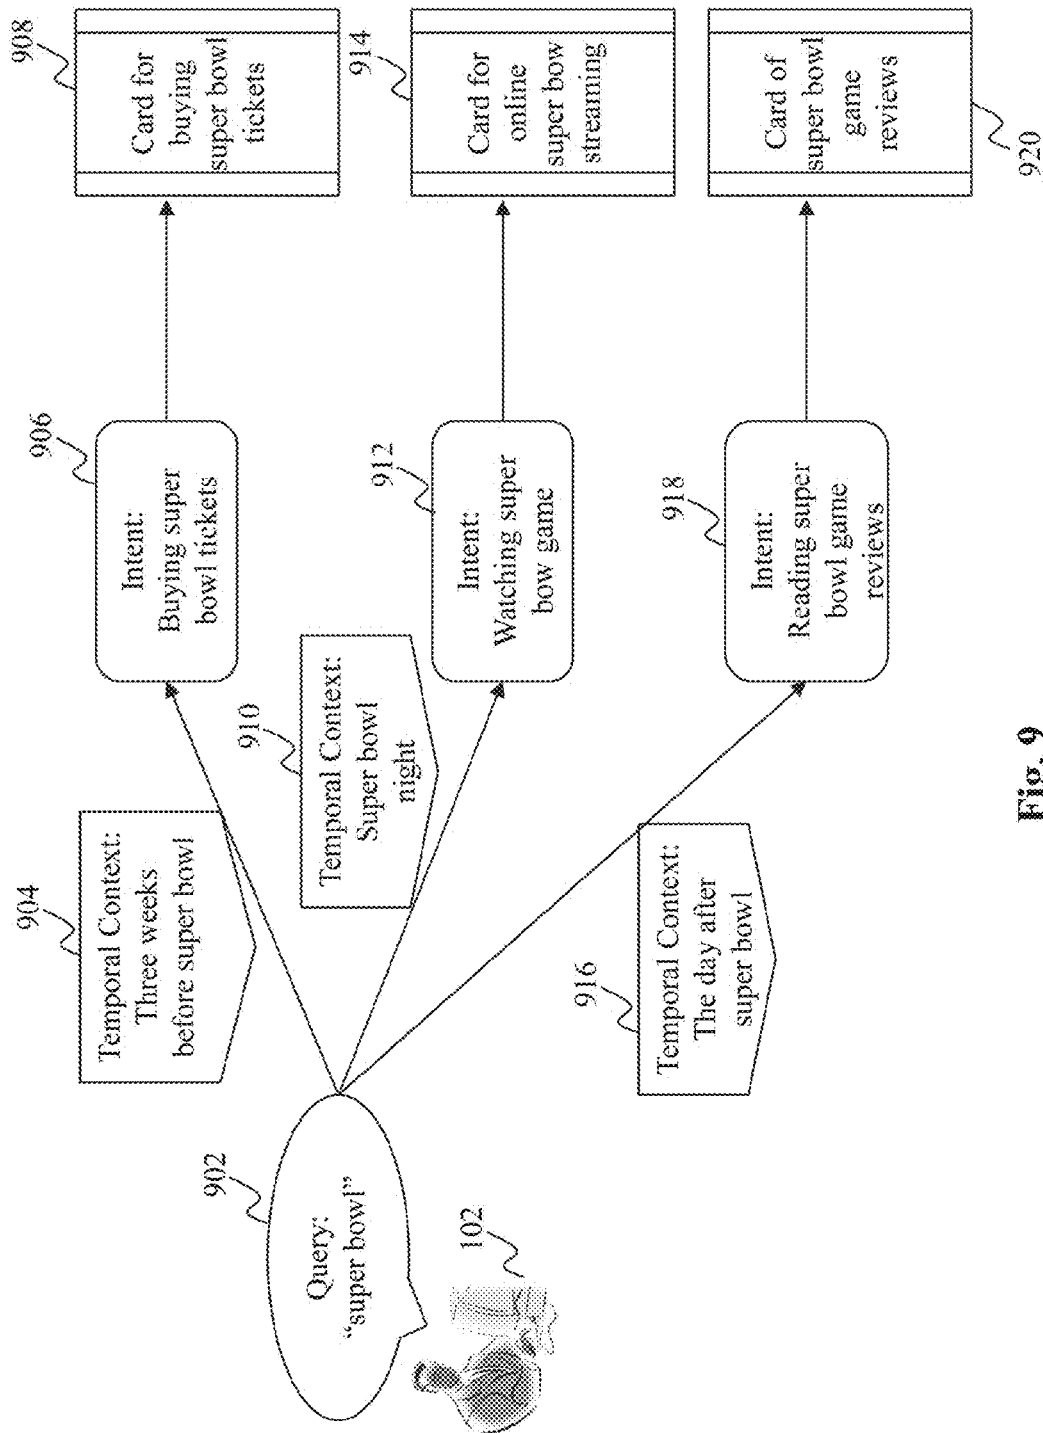 Query:
“super bowl”
902
102
Temporal Context:
Three weeks
before super bowl
904
Intent:
Buying super
bowl tickets
906
Card for
buying
super bowl
tickets
908
Temporal Context:
Super bowl
night
910
Intent:
Watching super
bow game
912
Card for
online
super bow
streaming
914
Temporal Context:
The day after
super bowl
916
Intent:
Reading super
bowl game
reviews
918
Card of
super bowl
game
reviews
920
Fig. 9